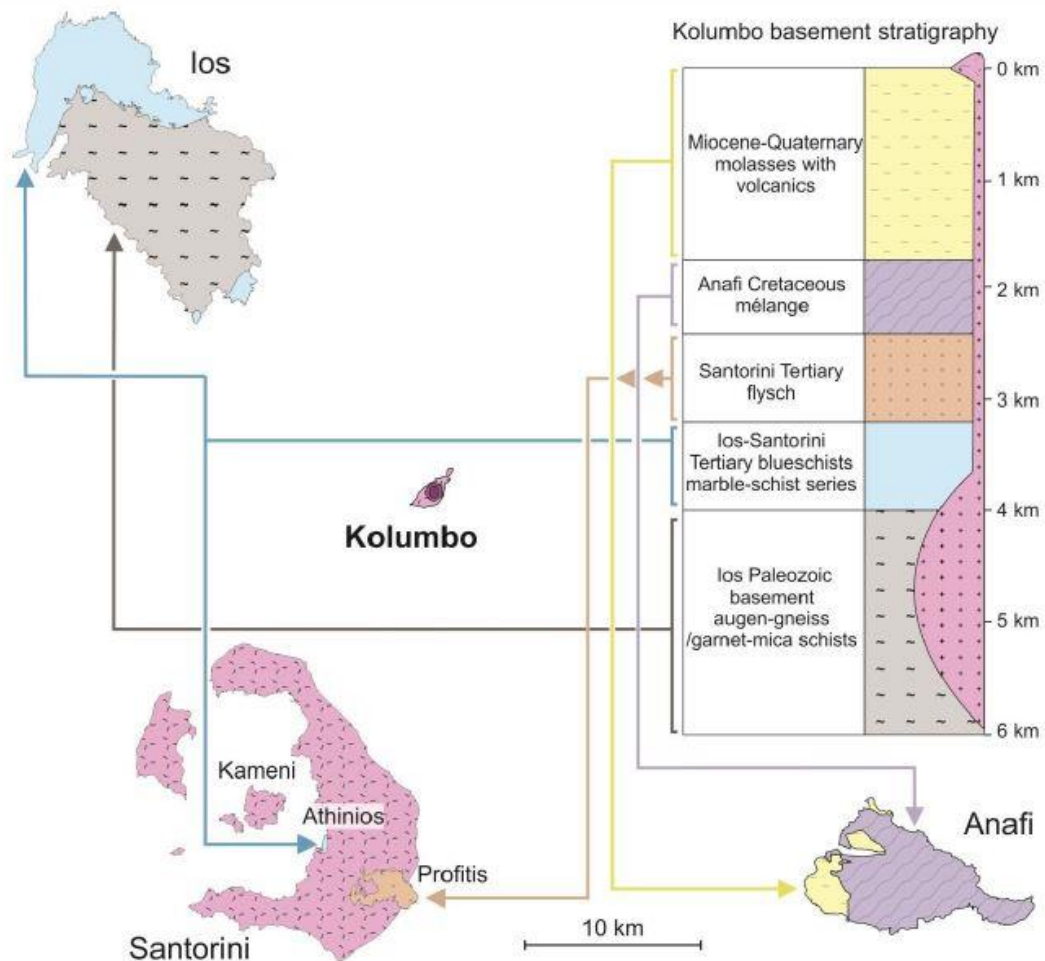 Kolumbo basement stratigraphy
Ios
0 km
Miocene-Quaternary
molasses with
volcanics
1 km
Anafi Cretaceous
mélange
2 km
Santorini Tertiary
flysch
3 km
Ios-Santorini
Tertiary blueschists
marble-schist series
4 km
Kolumbo
Ios Paleozoic
basement
augen-gneiss
/garnet-mica schists
5 km
6 km
Kameni
Athinios
Anafi
Profitis
10 km
Santorini